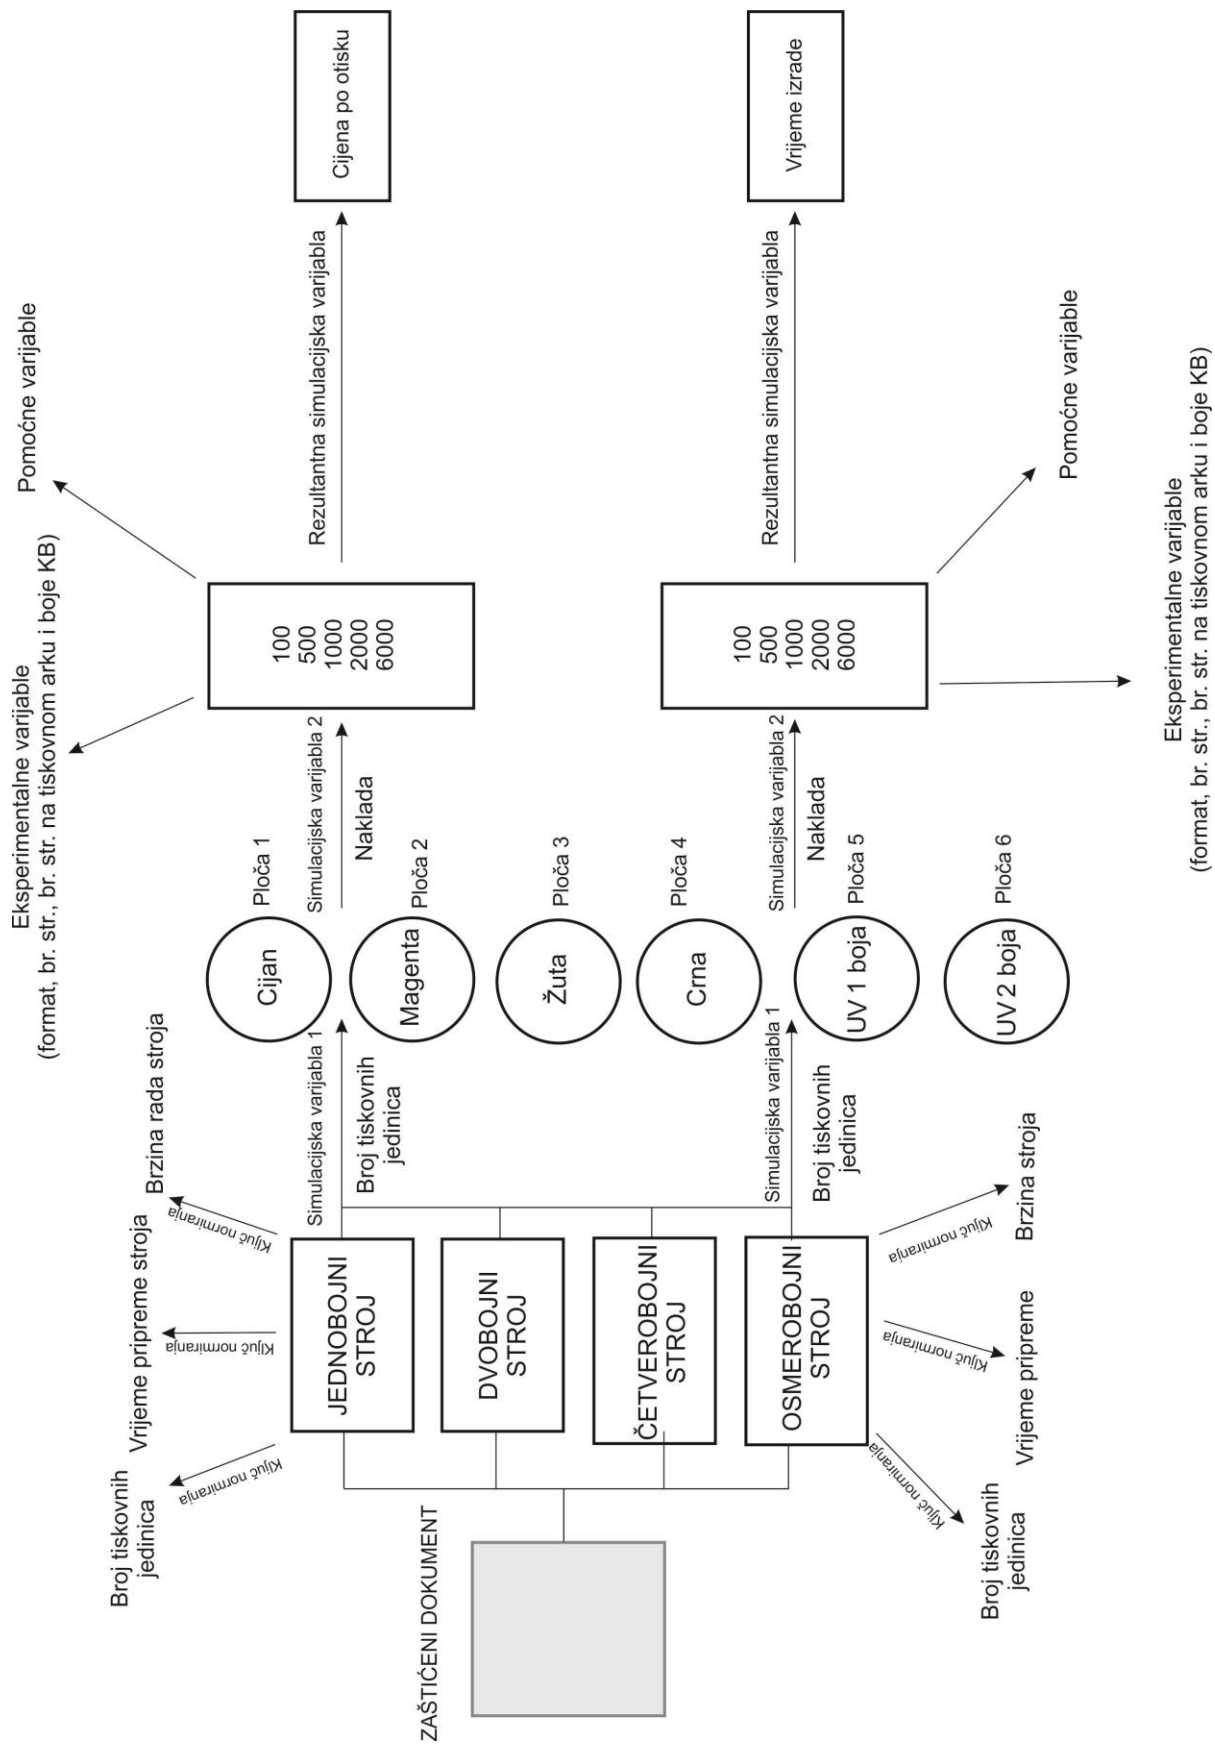 ZAŠTIĆENI DOKUMENT
Broj tiskovnih
jedinica
Ključ normiranja
Vrijeme pripreme stroja
Ključ normiranja
Brzina rada stroja
Ključ normiranja
JEDNOBOJNI
STROJ
DVOBOJNI
STROJ
ČETVEROBOJNI
STROJ
OSMEROBOJNI
STROJ
Ključ normiranja
Broj tiskovnih
jedinica
Ključ normiranja
Vrijeme pripreme
Ključ normiranja
Brzina stroja
Simulacijska varijabla 1
Broj tiskovnih
jedinica
Simulacijska varijabla 1
Broj tiskovnih
jedinica
Cijan
Ploča 1
Magenta
Ploča 2
Žuta
Ploča 3
Crna
Ploča 4
UV 1 boja
Ploča 5
UV 2 boja
Ploča 6
Simulacijska varijabla 2
Naklada
Simulacijska varijabla 2
Naklada
Eksperimentalne varijable
(format, br. str., br. str. na tiskovnom arku i boje KB)
Pomoćne varijable
100
500
1000
2000
6000
Rezultantna simulacijska varijabla
Cijena po otisku
100
500
1000
2000
6000
Rezultantna simulacijska varijabla
Vrijeme izrade
Pomoćne varijable
Eksperimentalne varijable
(format, br. str., br. str. na tiskovnom arku i boje KB)